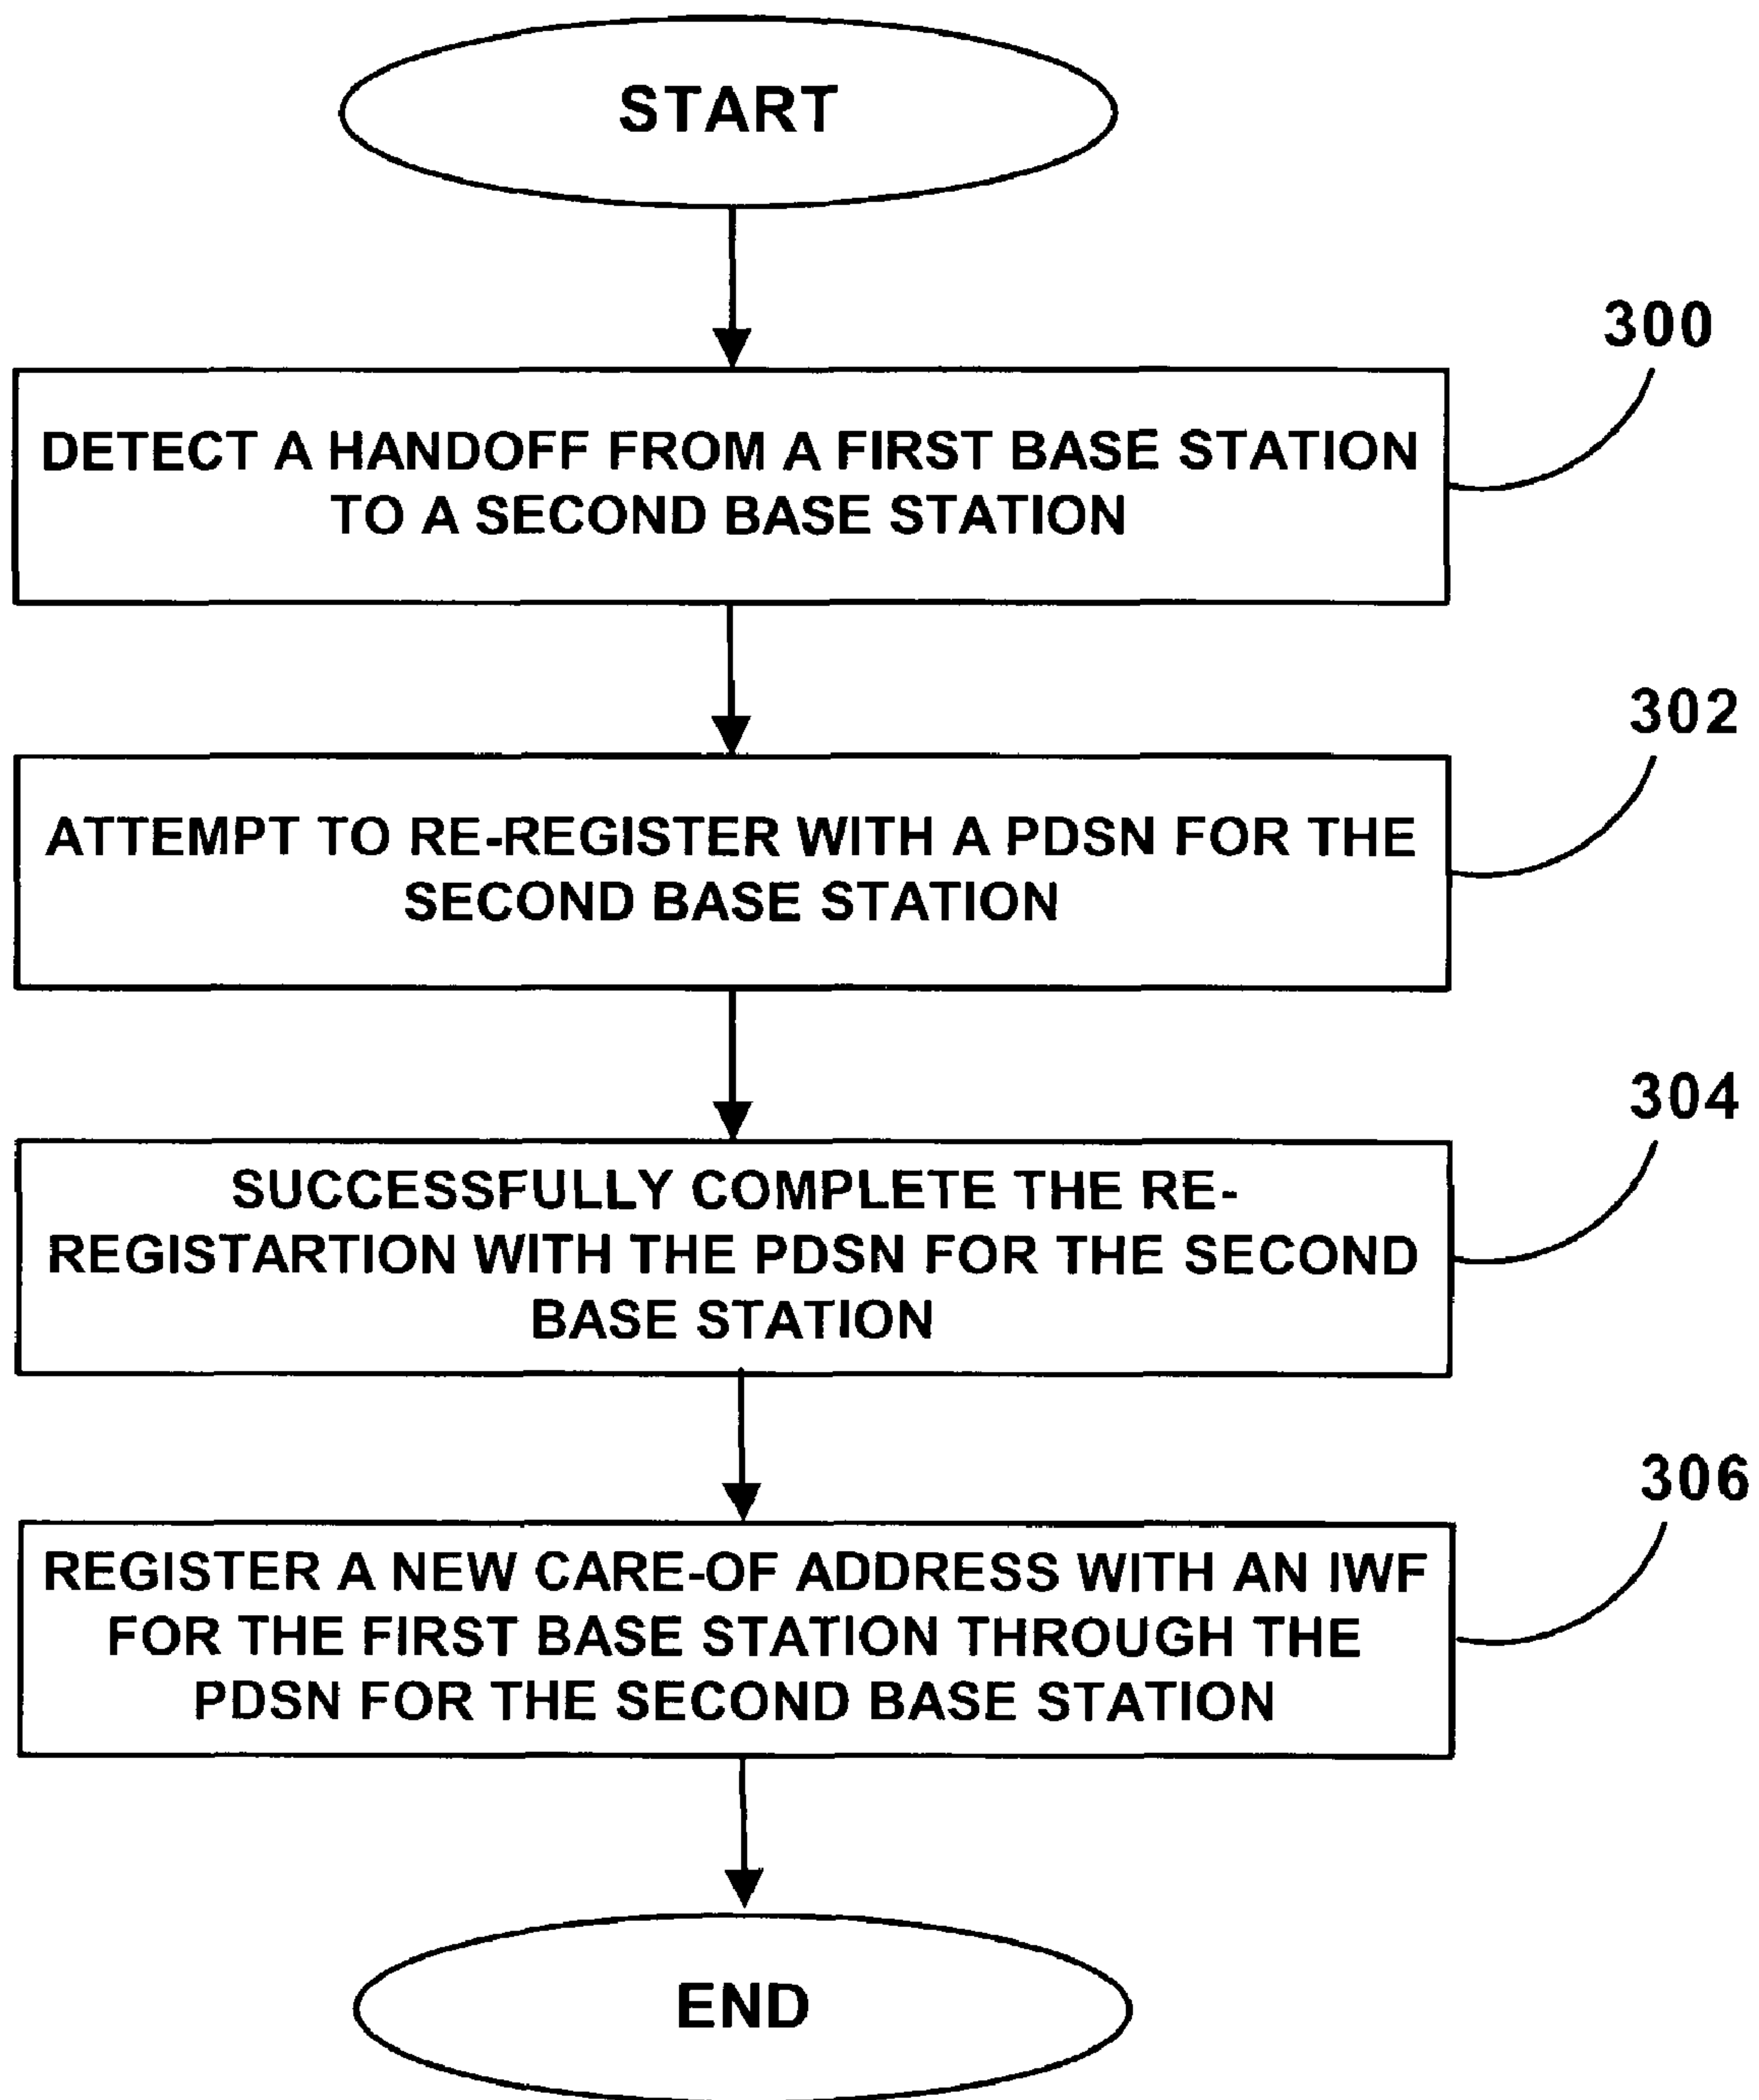 START
300
DETECT A HANDOFF FROM A FIRST BASE STATION
TO A SECOND BASE STATION
302
ATTEMPT TO RE-REGISTER WITH A PDSN FOR THE
SECOND BASE STATION
304
SUCCESSFULLY COMPLETE THE RE-
REGISTARTION WITH THE PDSN FOR THE SECOND
BASE STATION
306
REGISTER A NEW CARE-OF ADDRESS WITH AN IWF
FOR THE FIRST BASE STATION THROUGH THE
PDSN FOR THE SECOND BASE STATION
END